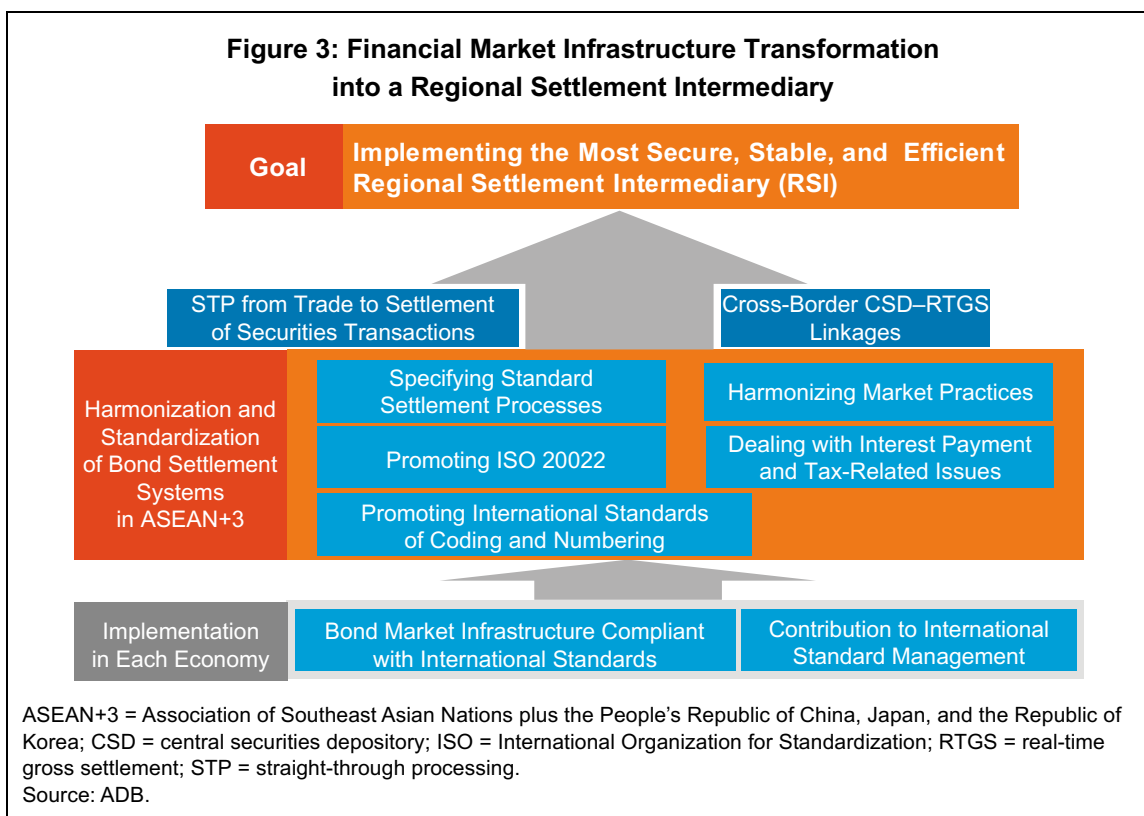 Figure 3: Financial Market Infrastructure Transformation
into a Regional Settlement Intermediary
Goal
Implementing the Most Secure, Stable, and Efficient
Regional Settlement Intermediary (RSI)
STP from Trade to Settlement
of Securities Transactions
Cross-Border CSD–RTGS
Linkages
Harmonization and
Standardization
of Bond Settlement
Systems
in ASEAN+3
Specifying Standard
Settlement Processes
Harmonizing Market Practices
Promoting ISO 20022
Dealing with Interest Payment
and Tax-Related Issues
Promoting International Standards
of Coding and Numbering
Implementation
in Each Economy
Bond Market Infrastructure Compliant
with International Standards
Contribution to International
Standard Management
ASEAN+3 = Association of Southeast Asian Nations plus the People’s Republic of China, Japan, and the Republic of
Korea; CSD = central securities depository; ISO = International Organization for Standardization; RTGS = real-time
gross settlement; STP = straight-through processing.
Source: ADB.